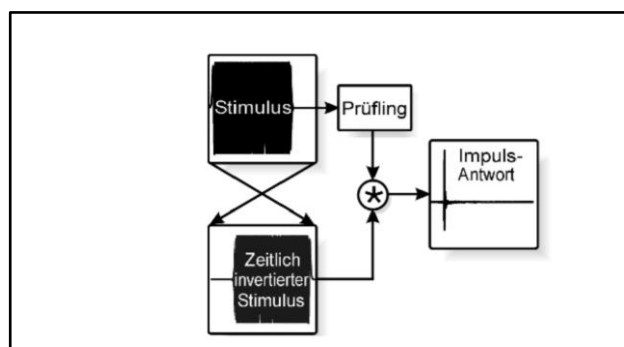 Stimulus
Prüfling
Impuls-
Antwort
Zeitlich
invertierter
Stimulus